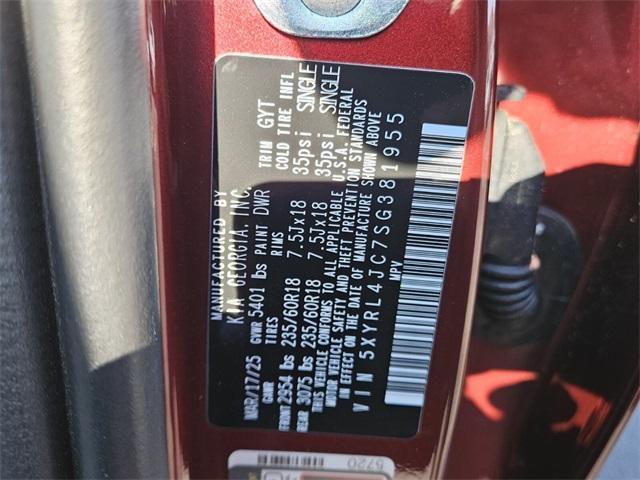 MANUFACTURED BY
KIA GEORGIA, INC.
MAR/17/25 GVWR 5401 lbs PAINT DWR TRIM GYT
GAWR TIRES RIMS COLD TIRE INFL
FRONT 2954 lbs 235/60R18 7.5Jx18 35psi SINGLE
REAR 3075 lbs 235/60R18 7.5Jx18 35psi SINGLE
THIS VEHICLE CONFORMS TO ALL APPLICABLE U.S.A. FEDERAL
MOTOR VEHICLE SAFETY AND THEFT PREVENTION STANDARDS
IN EFFECT ON THE DATE OF MANUFACTURE SHOWN ABOVE
VIN 5XYRL4JC7SG381955
MPV
5720